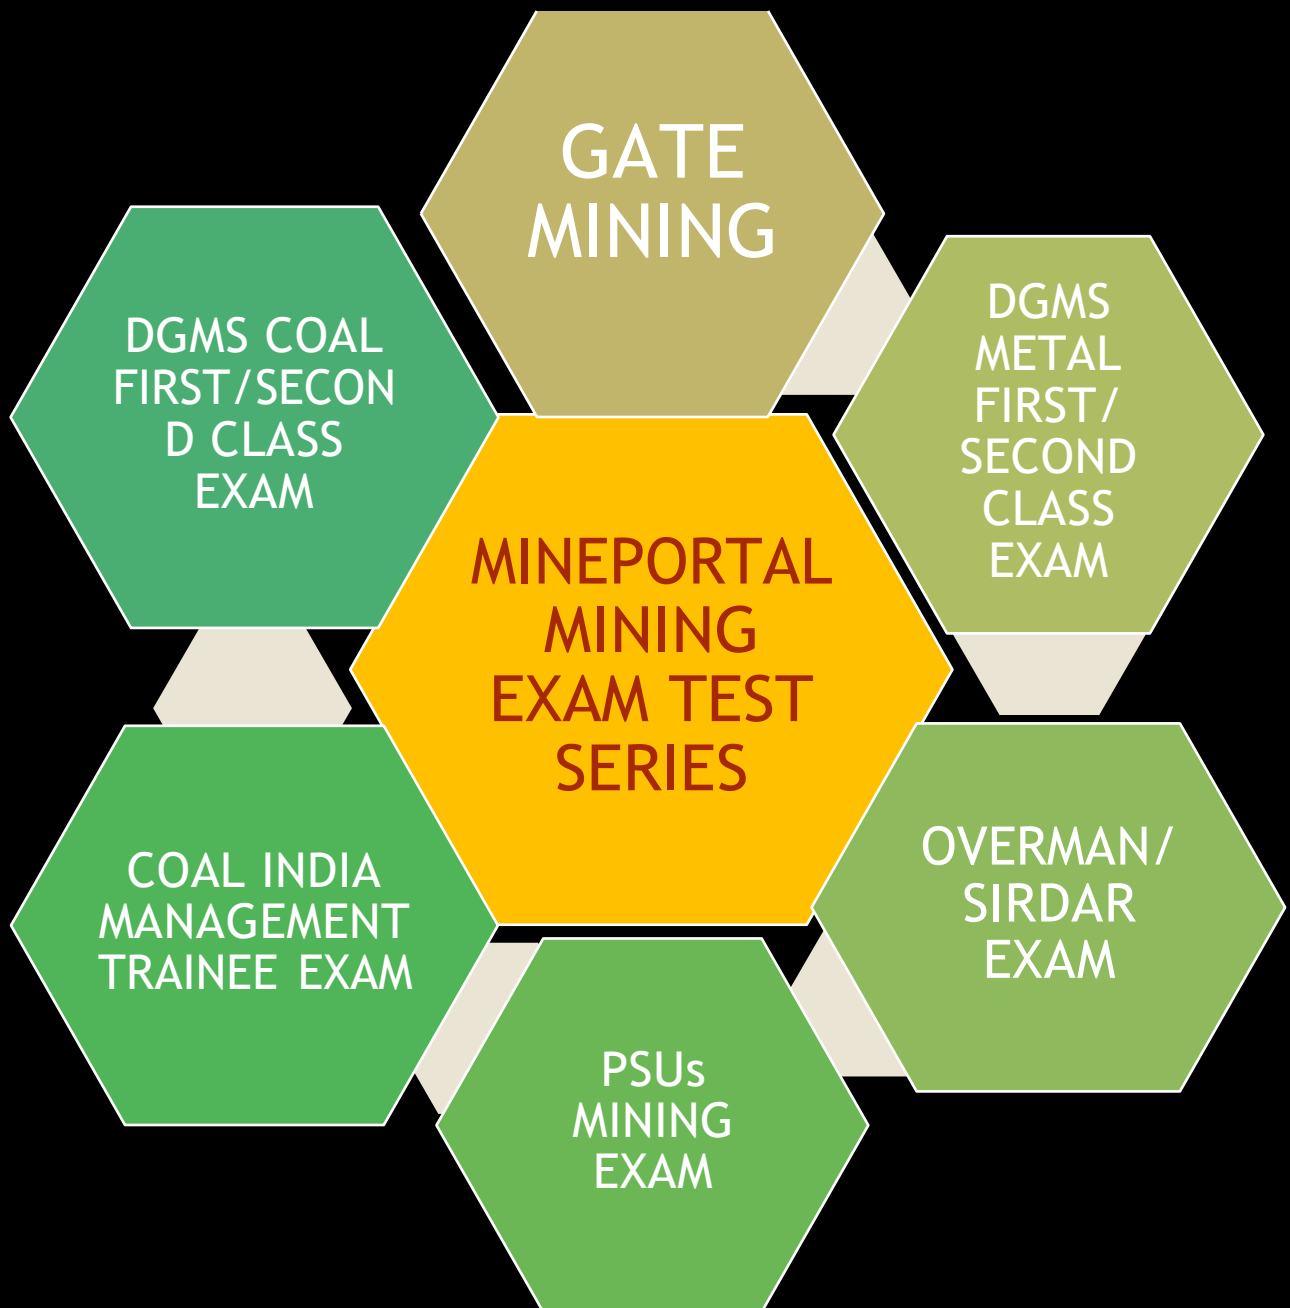 GATE
MINING
DGMS COAL
FIRST/SECON
D CLASS
EXAM
DGMS
METAL
FIRST/
SECOND
CLASS
EXAM
MINEPORTAL
MINING
EXAM TEST
SERIES
COAL INDIA
MANAGEMENT
TRAINEE EXAM
OVERMAN/
SIRDAR
EXAM
PSUs
MINING
EXAM